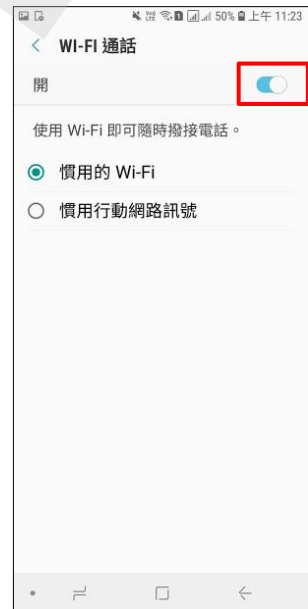 50% 上午 11:23
WI-FI 通話
開
使用 Wi-Fi 即可隨時撥接電話。
慣用的 Wi-Fi
慣用行動網路訊號